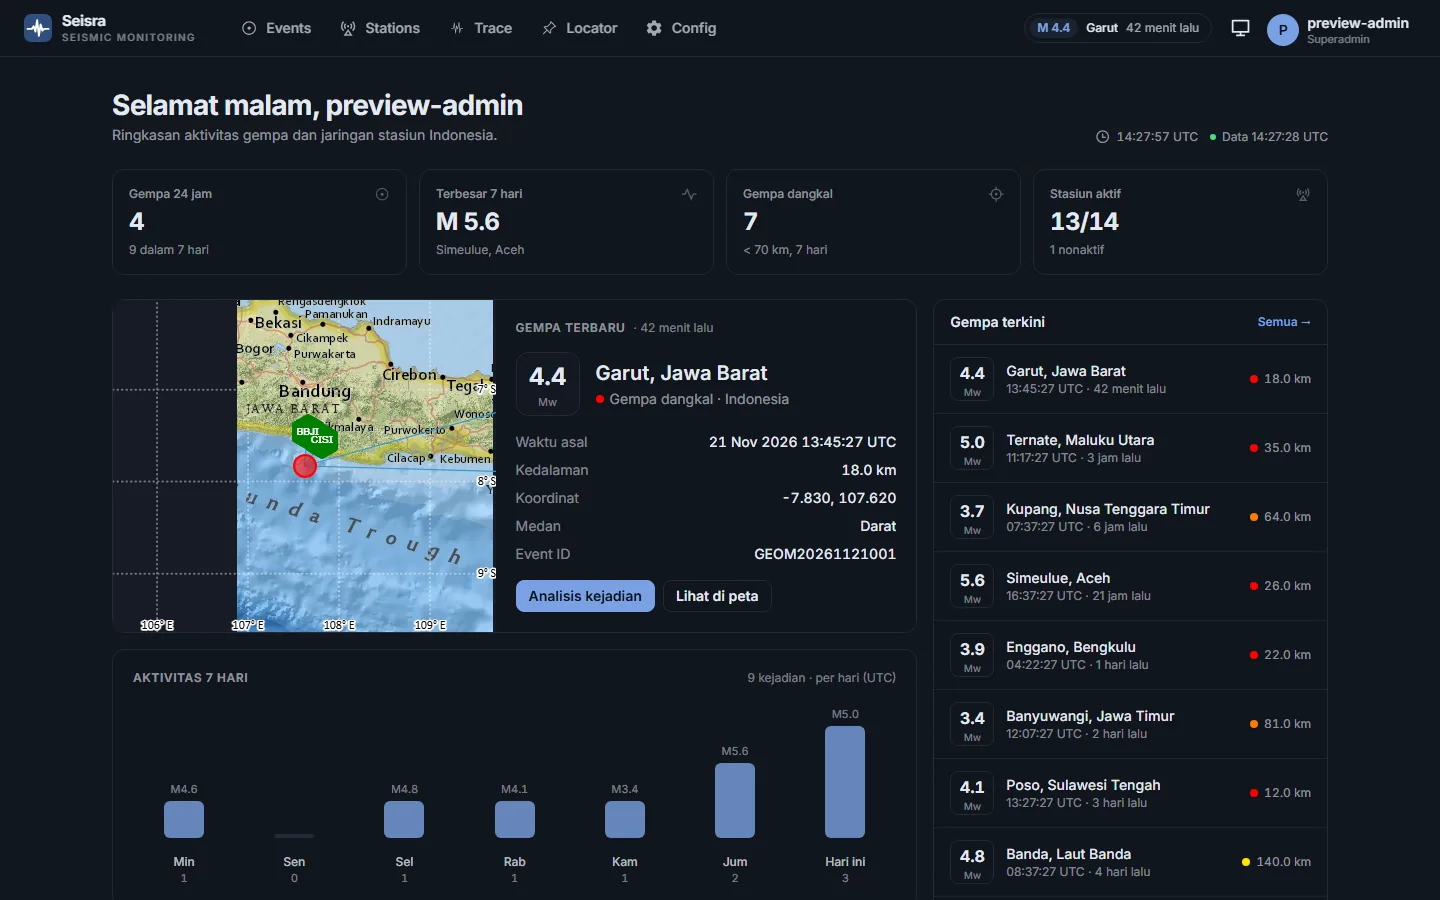 Seisra
SEISMIC MONITORING
Events
Stations
Trace
Locator
Config
M 4.4 Garut 42 menit lalu
P
preview-admin
Superadmin
Selamat malam, preview-admin
Ringkasan aktivitas gempa dan jaringan stasiun Indonesia.
14:27:57 UTC
Data 14:27:28 UTC
Gempa 24 jam
4
9 dalam 7 hari
Terbesar 7 hari
M 5.6
Simeulue, Aceh
Gempa dangkal
7
< 70 km, 7 hari
Stasiun aktif
13/14
1 nonaktif
Rengasdengklok
Pamanukan
Bekasi
Indramayu
Cikampek
Bogor
Purwakarta
Cirebon
Bandung
7° S
JAWA BARAT
BBJI
CISI
Purwokerto
Cilacap
Kebumen
8° S
unda Trough
9° S
106° E
107° E
108° E
109° E
GEMPA TERBARU · 42 menit lalu
4.4
Mw
Garut, Jawa Barat
Gempa dangkal · Indonesia
Waktu asal 21 Nov 2026 13:45:27 UTC
Kedalaman 18.0 km
Koordinat -7.830, 107.620
Medan Darat
Event ID GEOM20261121001
Analisis kejadian
Lihat di peta
AKTIVITAS 7 HARI
9 kejadian · per hari (UTC)
M4.6
M4.8
M4.1
M3.4
M5.6
M5.0
Min
Sen
Sel
Rab
Kam
Jum
Hari ini
1
0
1
1
1
2
3
Gempa terkini
Semua →
4.4
Mw
Garut, Jawa Barat
13:45:27 UTC · 42 menit lalu
18.0 km
5.0
Mw
Ternate, Maluku Utara
11:17:27 UTC · 3 jam lalu
35.0 km
3.7
Mw
Kupang, Nusa Tenggara Timur
07:37:27 UTC · 6 jam lalu
64.0 km
5.6
Mw
Simeulue, Aceh
16:37:27 UTC · 21 jam lalu
26.0 km
3.9
Mw
Enggano, Bengkulu
04:22:27 UTC · 1 hari lalu
22.0 km
3.4
Mw
Banyuwangi, Jawa Timur
12:07:27 UTC · 2 hari lalu
81.0 km
4.1
Mw
Poso, Sulawesi Tengah
13:27:27 UTC · 3 hari lalu
12.0 km
4.8
Mw
Banda, Laut Banda
08:37:27 UTC · 4 hari lalu
140.0 km